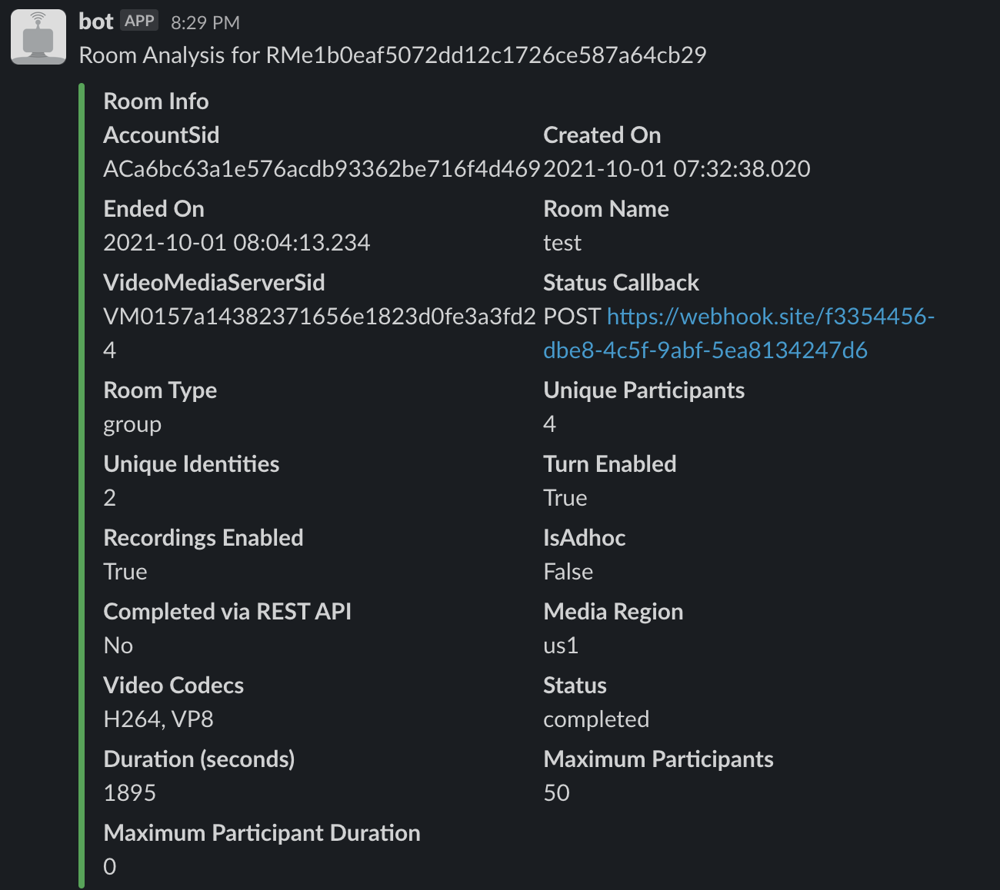 bot APP 8:29 PM
Room Analysis for RMe1b0eaf5072dd12c1726ce587a64cb29
Room Info
AccountSid
ACa6bc63a1e576acdb93362be716f4d469
Created On
2021-10-01 07:32:38.020
Ended On
2021-10-01 08:04:13.234
Room Name
test
VideoMediaServerSid
VM0157a14382371656e1823d0fe3a3fd2
4
Status Callback
POST https://webhook.site/f3354456-
dbe8-4c5f-9abf-5ea8134247d6
Room Type
group
Unique Participants
4
Unique Identities
2
Turn Enabled
True
Recordings Enabled
True
IsAdhoc
False
Completed via REST API
No
Media Region
us1
Video Codecs
H264, VP8
Status
completed
Duration (seconds)
1895
Maximum Participants
50
Maximum Participant Duration
0